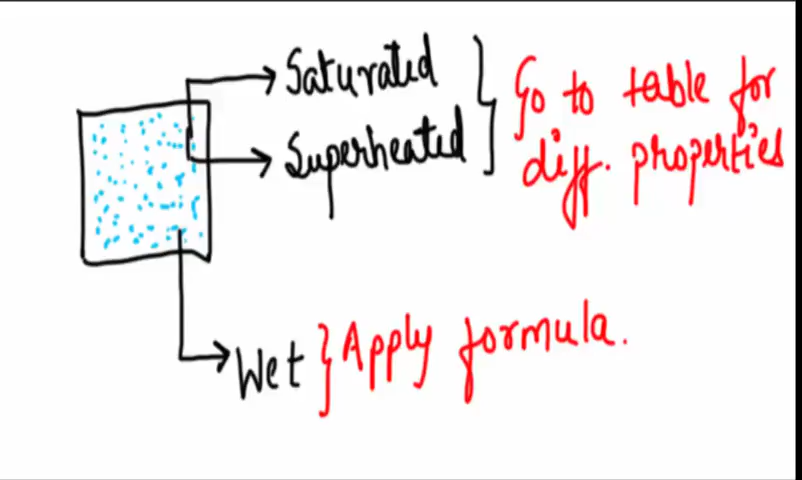 Saturated
Superheated
Go to table for
diff. properties
Wet
Apply formula.